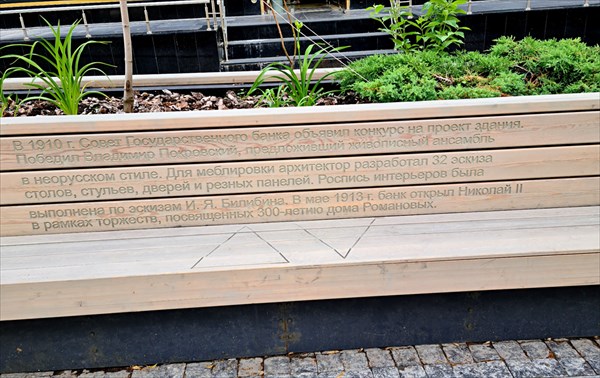 В 1910 г. Совет Государственного банка объявил конкурс на проект здания.
Победил Владимир Покровский, предложивший живописный ансамбль
в неорусском стиле. Для меблировки архитектор разработал 32 эскиза
столов, стульев, дверей и резных панелей. Роспись интерьеров была
выполнена по эскизам И. Я. Билибина. В мае 1913 г. банк открыл Николай II
в рамках торжеств, посвященных 300-летию дома Романовых.